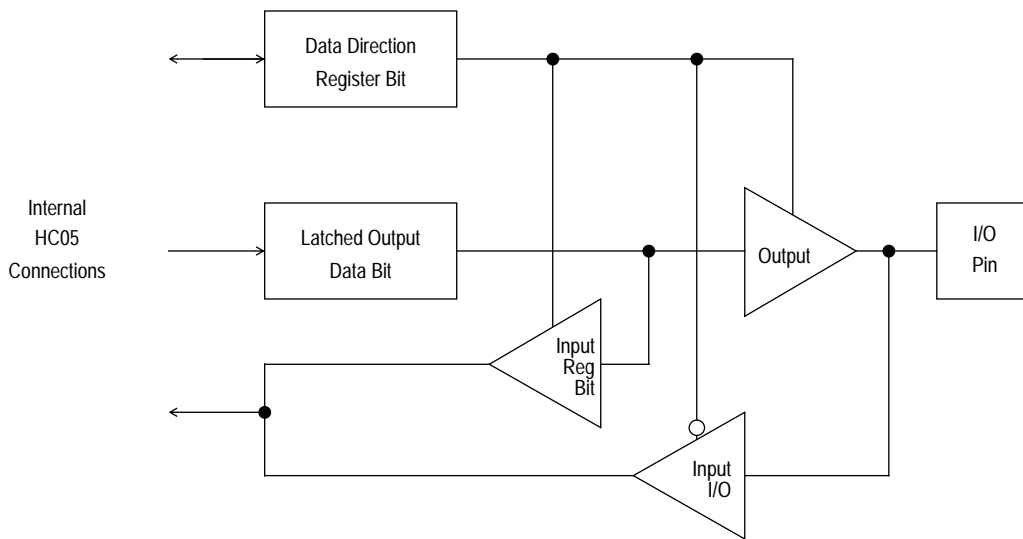 Data Direction
Register Bit
Internal
HC05
Connections
Latched Output
Data Bit
Output
I/O
Pin
Input
Reg
Bit
Input
I/O